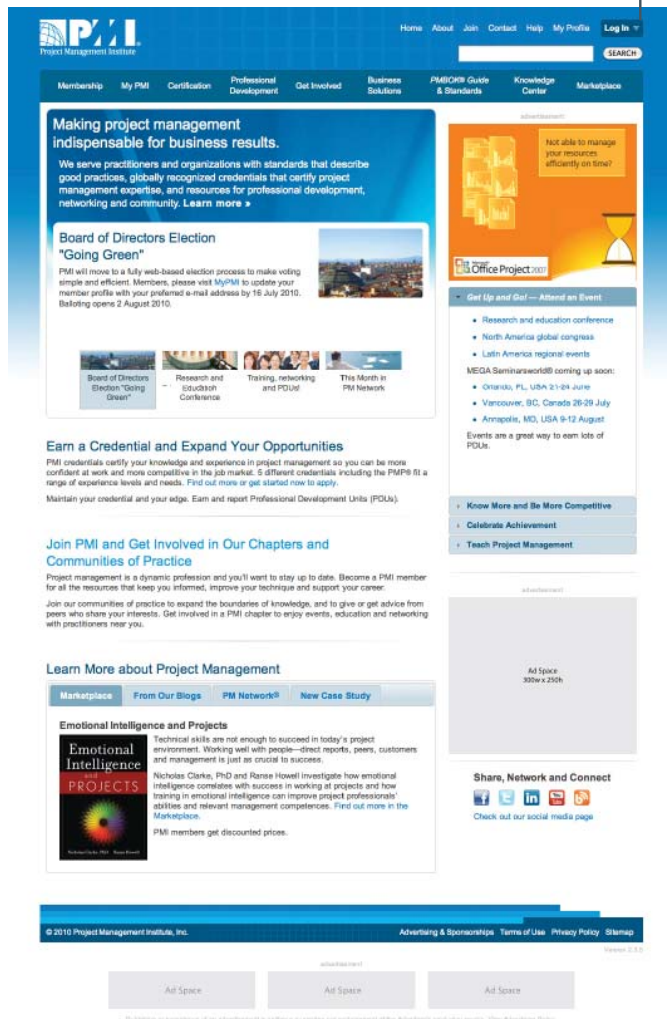 PMI
Project Management Institute
Home About Join Contact Help My Profile Log In
SEARCH
Membership
My PMI
Certification
Professional Development
Get Involved
Business Solutions
PMBOK® Guide & Standards
Knowledge Center
Marketplace
Making project management
indispensable for business results.
We serve practitioners and organizations with standards that describe
good practices, globally recognized credentials that certify project
management expertise, and resources for professional development,
networking and community. Learn more »
Board of Directors Election
"Going Green"
PMI will move to a fully web-based election process to make voting
simple and efficient. Members, please visit MyPMI to update your
member profile with your preferred e-mail address by 16 July 2010.
Balloting opens 2 August 2010.
Board of Directors
Election "Going
Green"
Research and
Education
Conference
Training, networking
and PDUs!
This Month in
PM Network
Earn a Credential and Expand Your Opportunities
PMI credentials certify your knowledge and experience in project management so you can be more
confident at work and more competitive in the job market. 5 different credentials including the PMP® fit a
range of experience levels and needs. Find out more or get started now to apply.
Maintain your credential and your edge. Earn and report Professional Development Units (PDUs).
Join PMI and Get Involved in Our Chapters and
Communities of Practice
Project management is a dynamic profession and you'll want to stay up to date. Become a PMI member
for all the resources that keep you informed, improve your technique and support your career.
Join our communities of practice to expand the boundaries of knowledge, and to give or get advice from
peers who share your interests. Get involved in a PMI chapter to enjoy events, education and networking
with practitioners near you.
Learn More about Project Management
Marketplace From Our Blogs PM Network® New Case Study
Emotional Intelligence and Projects
Emotional
Intelligence
and
PROJECTS
Nicholas Clarke, PhD Ranse Howell
Technical skills are not enough to succeed in today's project
environment. Working well with people—direct reports, peers, customers
and management is just as crucial to success.
Nicholas Clarke, PhD and Ranse Howell investigate how emotional
intelligence correlates with success in working at projects and how
training in emotional intelligence can improve project professionals'
abilities and relevant management competences. Find out more in the
Marketplace.
PMI members get discounted prices.
advertisement
Not able to manage
your resources
efficiently on time?
Microsoft
Office Project 2007
Get Up and Go! — Attend an Event
Research and education conference
North America global congress
Latin America regional events
MEGA Seminarsworld® coming up soon:
Orlando, FL, USA 21-24 June
Vancouver, BC, Canada 26-29 July
Annapolis, MD, USA 9-12 August
Events are a great way to earn lots of
PDUs.
Know More and Be More Competitive
Celebrate Achievement
Teach Project Management
advertisement
Ad Space
300w x 250h
Share, Network and Connect
Check out our social media page
© 2010 Project Management Institute, Inc.
Advertising & Sponsorships Terms of Use Privacy Policy Sitemap
advertisement
Ad Space
Ad Space
Ad Space